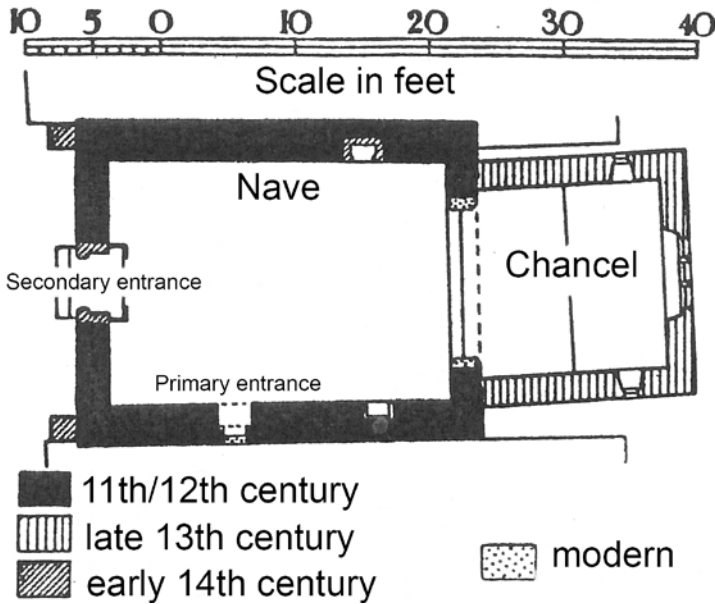 10 5 0 10 20 30 40
Scale in feet
Nave
Chancel
Secondary entrance
Primary entrance
11th/12th century
late 13th century
early 14th century
modern